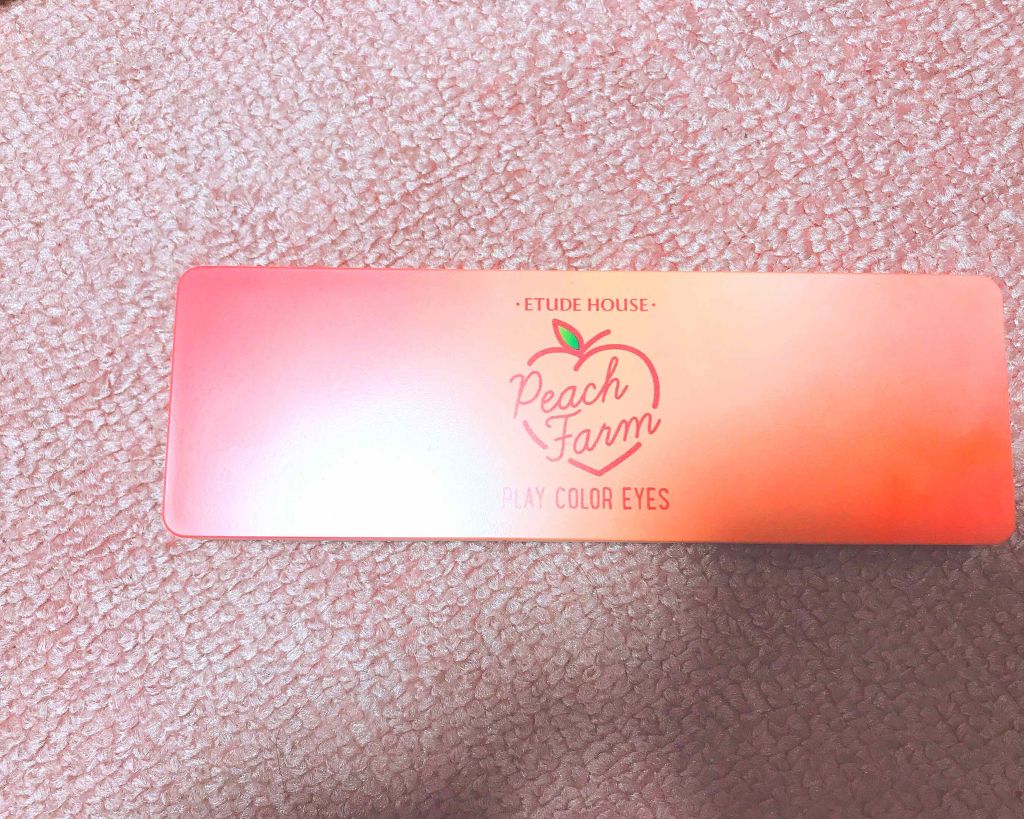 ·ETUDE HOUSE·
Peach
Farm
PLAY COLOR EYES